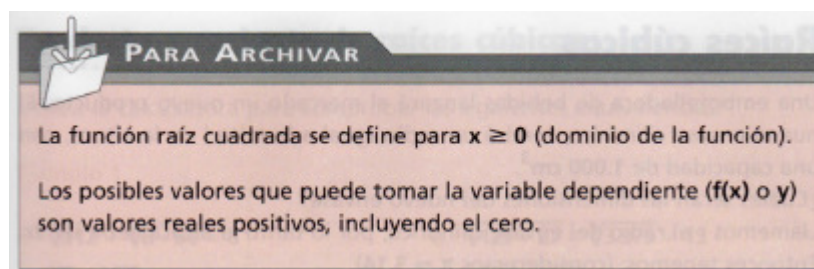 PARA ARCHIVAR
La función raíz cuadrada se define para x ≥ 0 (dominio de la función).
Los posibles valores que puede tomar la variable dependiente (f(x) o y)
son valores reales positivos, incluyendo el cero.